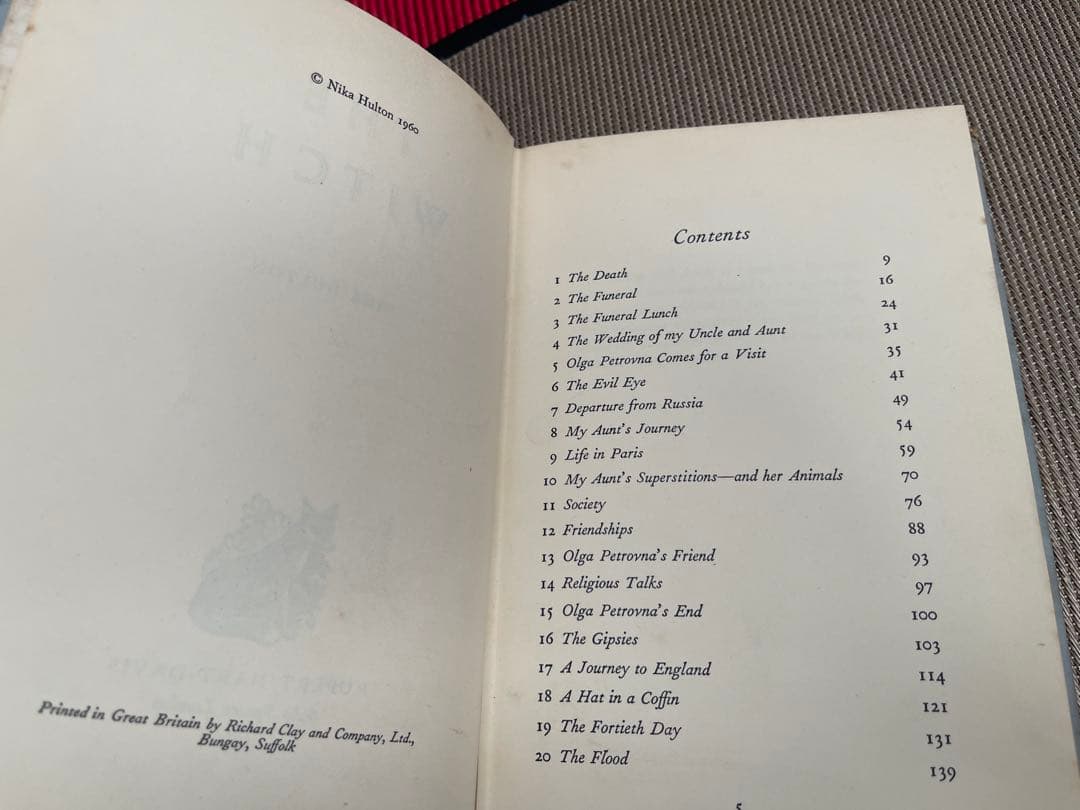 © Nika Hulton 1960
Printed in Great Britain by Richard Clay and Company, Ltd.,
Bungay, Suffolk
Contents
1 The Death 9
2 The Funeral 16
3 The Funeral Lunch 24
4 The Wedding of my Uncle and Aunt 31
5 Olga Petrovna Comes for a Visit 35
6 The Evil Eye 41
7 Departure from Russia 49
8 My Aunt's Journey 54
9 Life in Paris 59
10 My Aunt's Superstitions—and her Animals 70
11 Society 76
12 Friendships 88
13 Olga Petrovna's Friend 93
14 Religious Talks 97
15 Olga Petrovna's End 100
16 The Gipsies 103
17 A Journey to England 114
18 A Hat in a Coffin 121
19 The Fortieth Day 131
20 The Flood 139
5